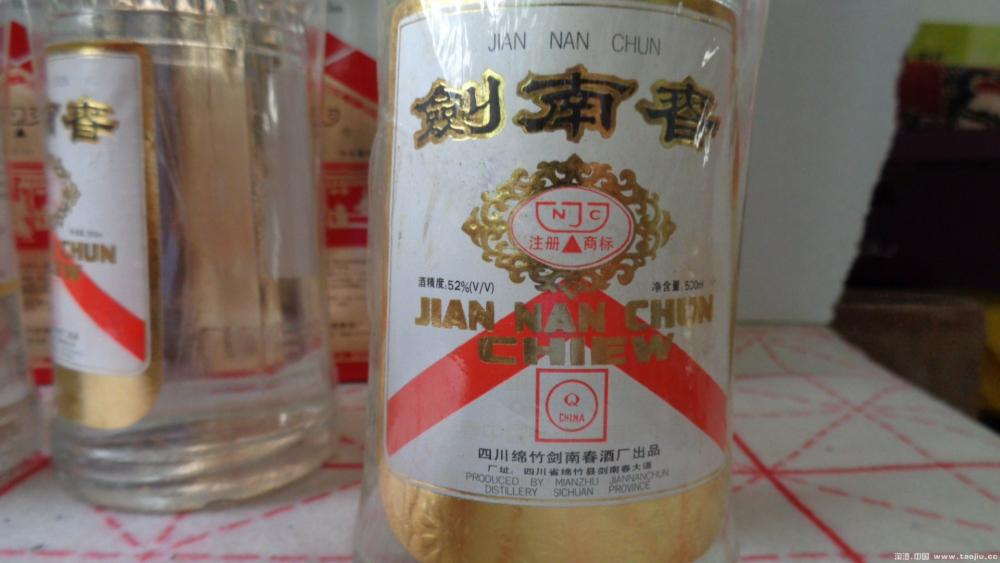 JIAN NAN CHUN
劍南春
NJC
注册 商标
酒精度:52%(V/V)
净含量:500ml
JIAN NAN CHUN
CHIEW
Q
CHINA
四川绵竹剑南春酒厂出品
厂址: 四川省绵竹县剑南春大道
PRODUCED BY MIANZHU JIANNANCHUN
DISTILLERY SICHUAN PROVINCE
南春
CHUN
淘酒.中国 www.taojiu.cc